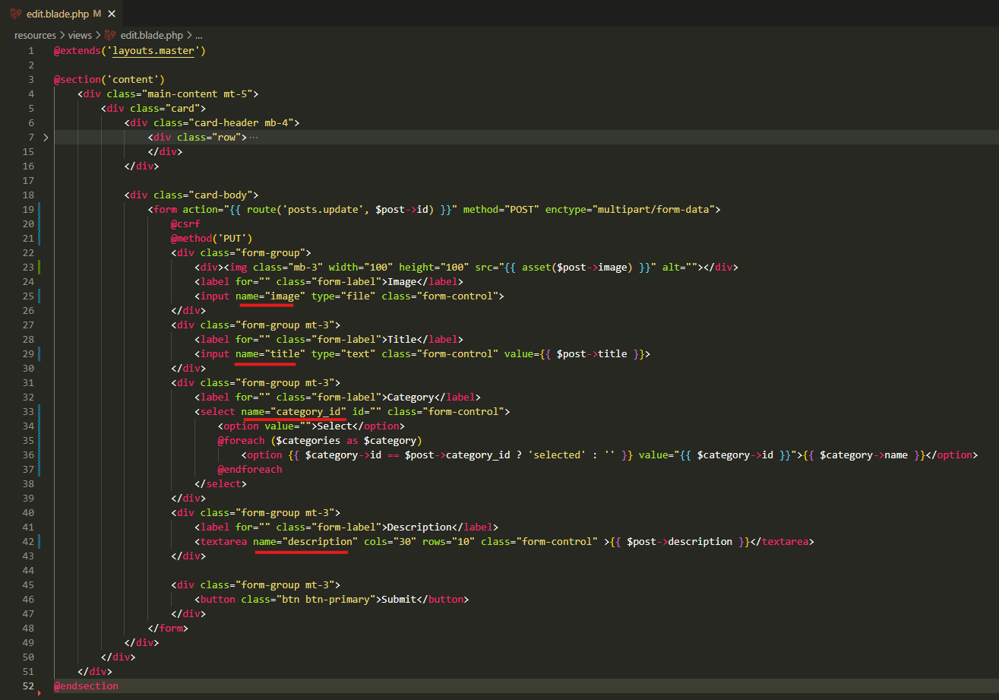 edit.blade.php M ×
resources > views > edit.blade.php > ...
1 @extends('layouts.master')
2
3 @section('content')
4     <div class="main-content mt-5">
5         <div class="card">
6             <div class="card-header mb-4">
7                 <div class="row"> ...
15                 </div>
16             </div>
17
18             <div class="card-body">
19                 <form action="{{ route('posts.update', $post->id) }}" method="POST" enctype="multipart/form-data">
20                     @csrf
21                     @method('PUT')
22                     <div class="form-group">
23                         <div><img class="mb-3" width="100" height="100" src="{{ asset($post->image) }}" alt=""></div>
24                         <label for="" class="form-label">Image</label>
25                         <input name="image" type="file" class="form-control">
26                     </div>
27                     <div class="form-group mt-3">
28                         <label for="" class="form-label">Title</label>
29                         <input name="title" type="text" class="form-control" value={{ $post->title }}>
30                     </div>
31                     <div class="form-group mt-3">
32                         <label for="" class="form-label">Category</label>
33                         <select name="category_id" id="" class="form-control">
34                             <option value="">Select</option>
35                             @foreach ($categories as $category)
36                                 <option {{ $category->id == $post->category_id ? 'selected' : '' }} value="{{ $category->id }}">{{ $category->name }}</option>
37                             @endforeach
38                         </select>
39                     </div>
40                     <div class="form-group mt-3">
41                         <label for="" class="form-label">Description</label>
42                         <textarea name="description" cols="30" rows="10" class="form-control" >{{ $post->description }}</textarea>
43                     </div>
44
45                     <div class="form-group mt-3">
46                         <button class="btn btn-primary">Submit</button>
47                     </div>
48                 </form>
49             </div>
50         </div>
51     </div>
52 @endsection